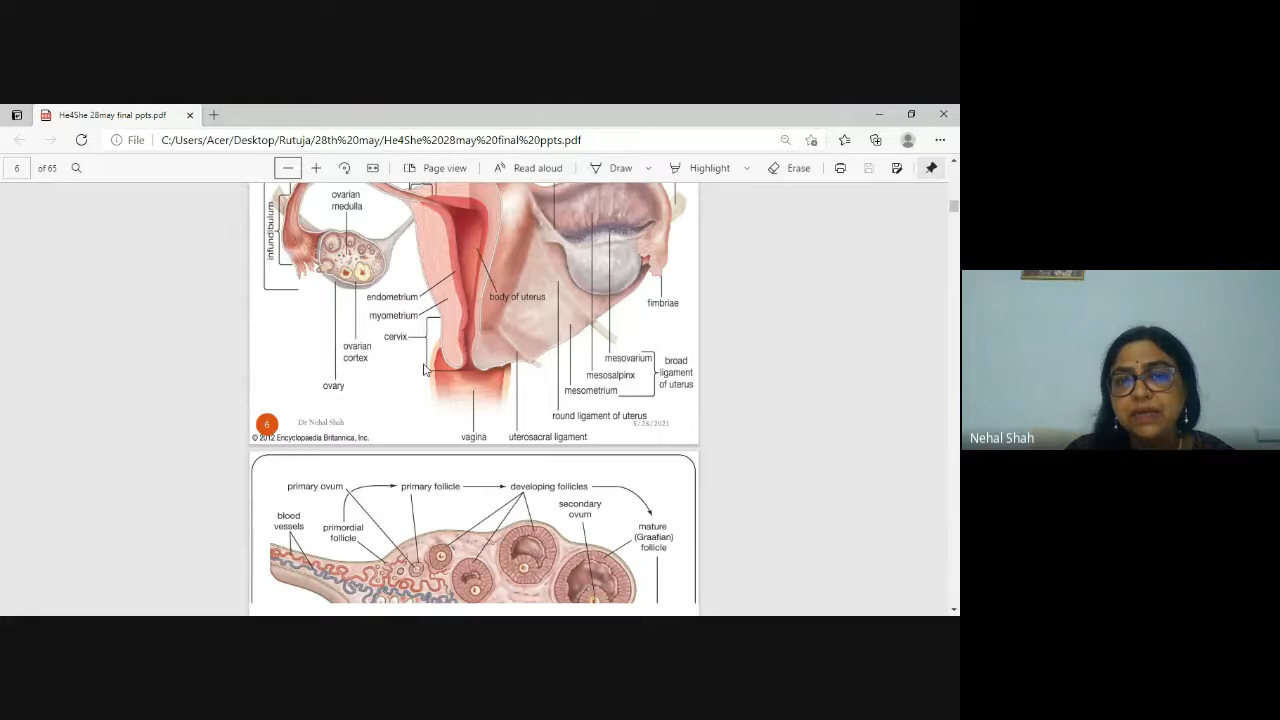 He4She 28may final ppts.pdf
File
C:/Users/Acer/Desktop/Rutuja/28th%20may/He4She%2028may%20final%20ppts.pdf
6 of 65
Page view
Read aloud
Draw
Highlight
Erase
infundibulum
ovarian
medulla
endometrium
body of uterus
myometrium
fimbriae
cervix
ovarian
cortex
ovary
mesovarium
mesosalpinx
mesometrium
broad
ligament
of uterus
round ligament of uterus
6
Dr Nehal Shah
5/28/2021
© 2012 Encyclopaedia Britannica, Inc.
vagina
uterosacral ligament
primary ovum
primary follicle
developing follicles
blood
vessels
primordial
follicle
secondary
ovum
mature
(Graafian)
follicle
Nehal Shah